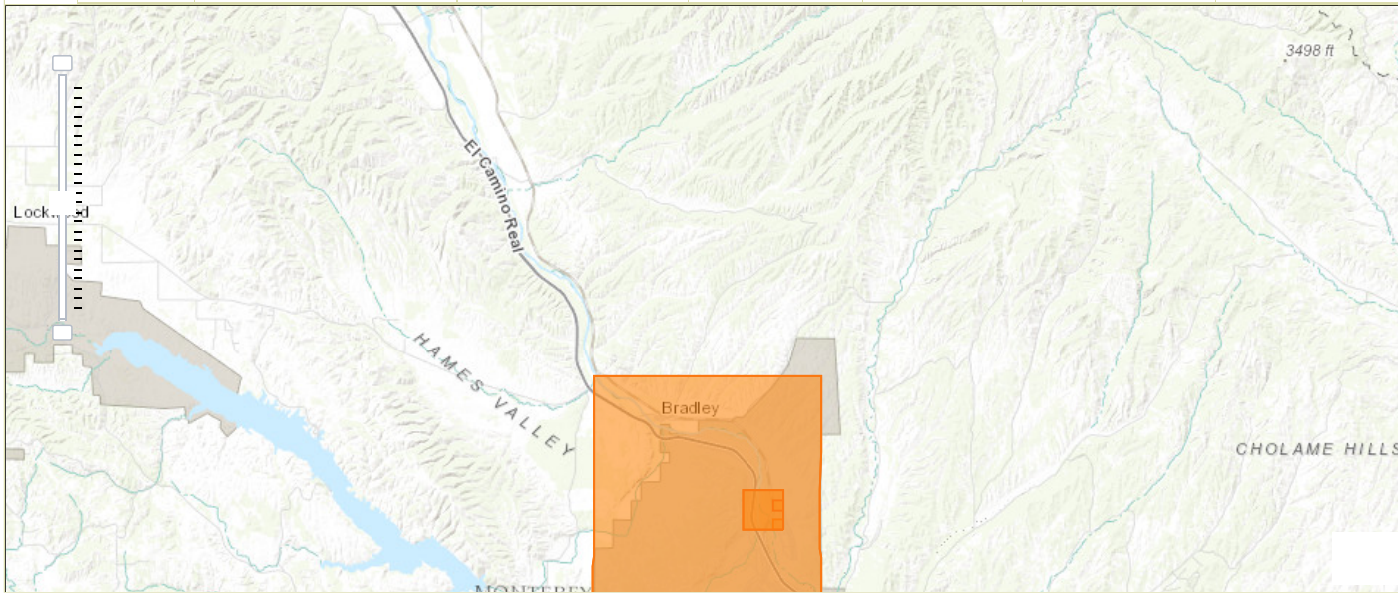 3498 ft
El Camino Real
HAMES VALLEY
Bradley
CHOLAME HILLS